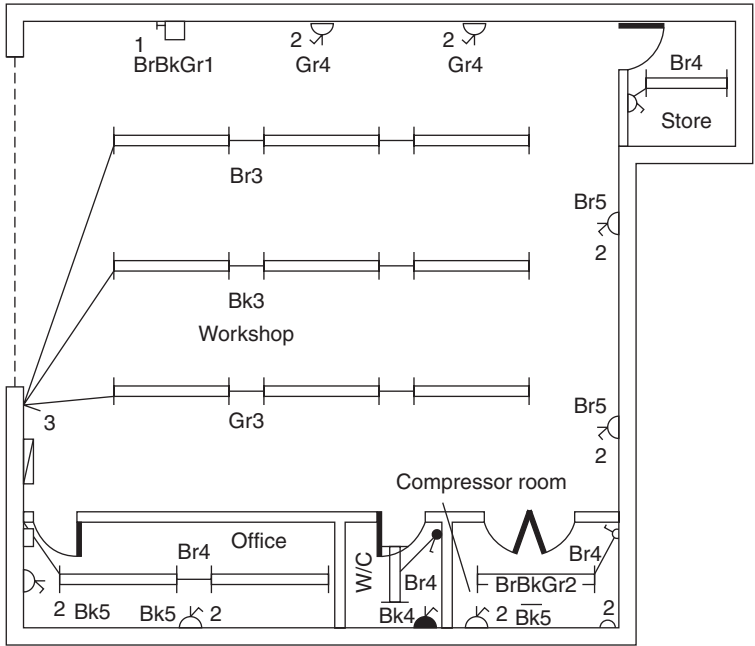 1
BrBkGr1
2
Gr4
2
Gr4
Br4
Store
Br3
Br5
2
Bk3
Workshop
Br5
2
3
Gr3
Compressor room
Br4
Office
W/C
Br4
Br4
BrBkGr2
2 Bk5
Bk5 2
Bk4
2
Bk5
2